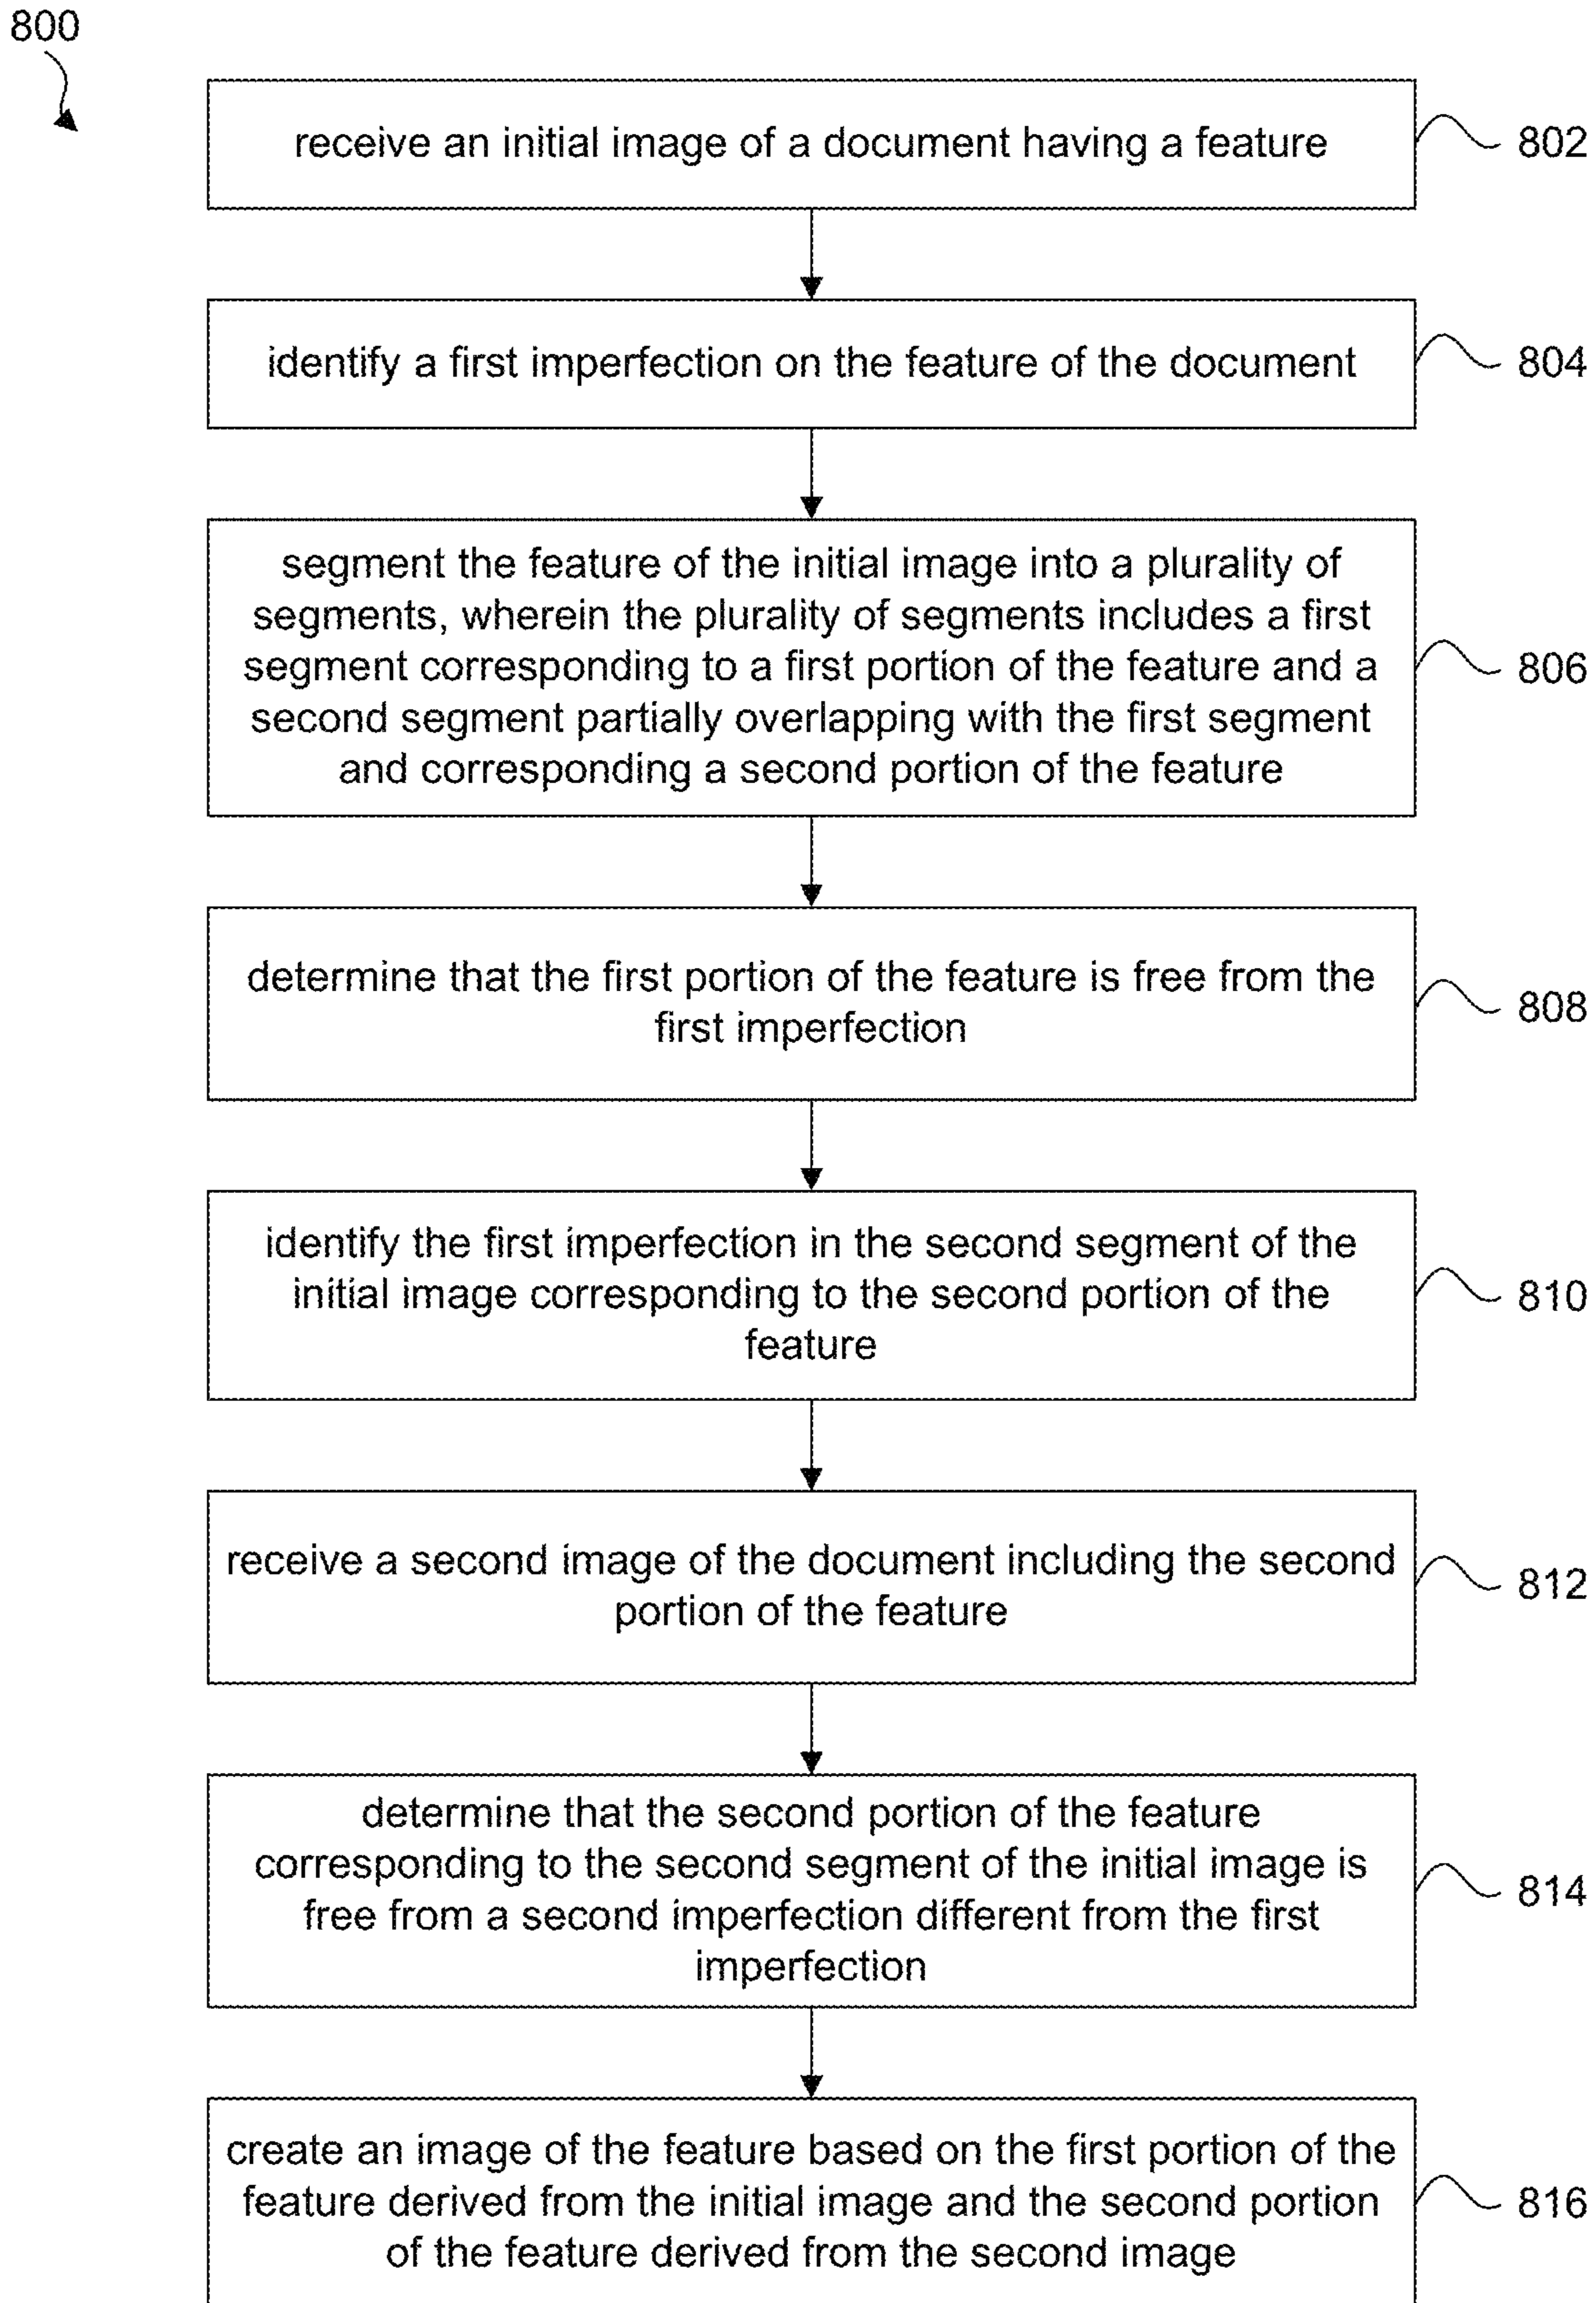 800
receive an initial image of a document having a feature
802
identify a first imperfection on the feature of the document
804
segment the feature of the initial image into a plurality of
segments, wherein the plurality of segments includes a first
segment corresponding to a first portion of the feature and a
second segment partially overlapping with the first segment
and corresponding a second portion of the feature
806
determine that the first portion of the feature is free from the
first imperfection
808
identify the first imperfection in the second segment of the
initial image corresponding to the second portion of the
feature
810
receive a second image of the document including the second
portion of the feature
812
determine that the second portion of the feature
corresponding to the second segment of the initial image is
free from a second imperfection different from the first
imperfection
814
create an image of the feature based on the first portion of the
feature derived from the initial image and the second portion
of the feature derived from the second image
816